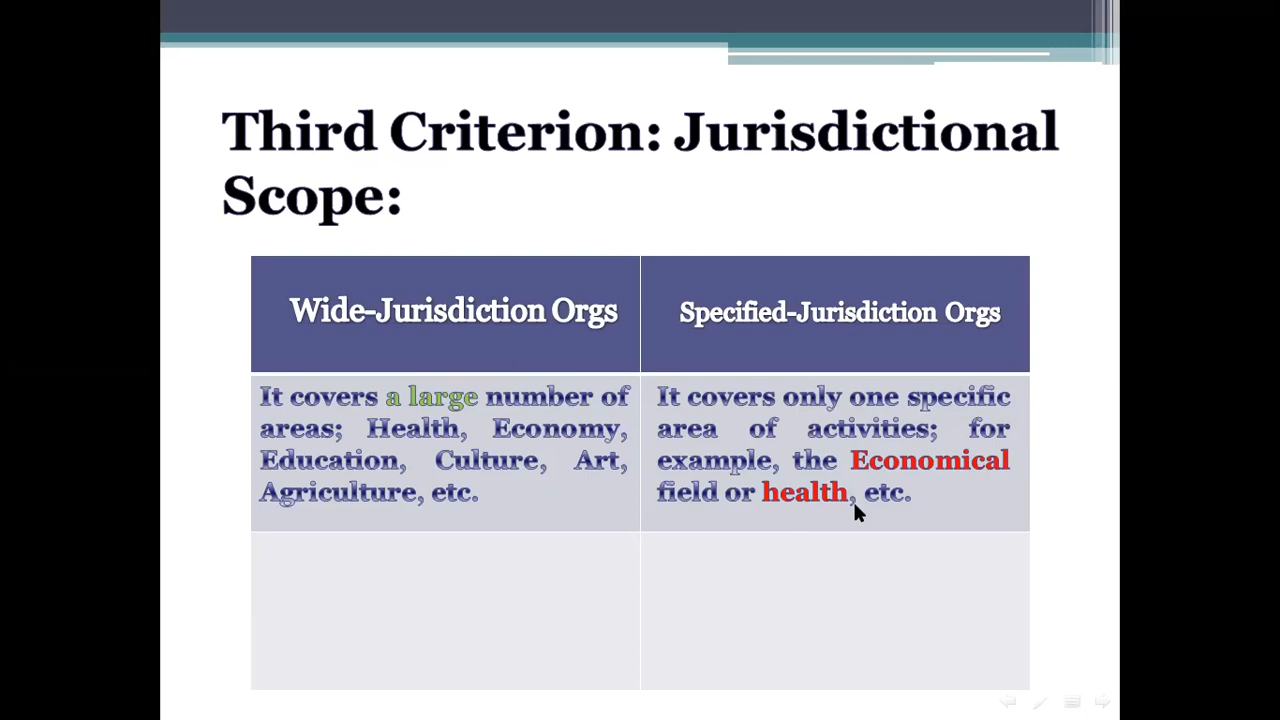 Third Criterion: Jurisdictional
Scope:
Wide-Jurisdiction Orgs
Specified-Jurisdiction Orgs
It covers a large number of
areas; Health, Economy,
Education, Culture, Art,
Agriculture, etc.
It covers only one specific
area of activities; for
example, the Economical
field or health, etc.